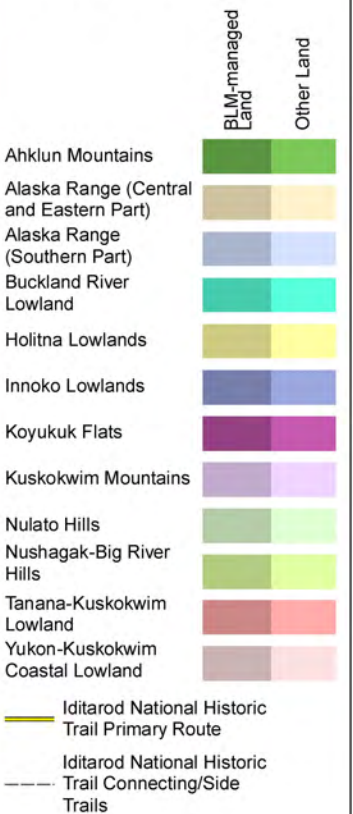 BLM-managed
Land
Other Land
Ahklun Mountains
Alaska Range (Central
and Eastern Part)
Alaska Range
(Southern Part)
Buckland River
Lowland
Holitna Lowlands
Innoko Lowlands
Koyukuk Flats
Kuskokwim Mountains
Nulato Hills
Nushagak-Big River
Hills
Tanana-Kuskokwim
Lowland
Yukon-Kuskokwim
Coastal Lowland
Iditarod National Historic
Trail Primary Route
Iditarod National Historic
Trail Connecting/Side
Trails